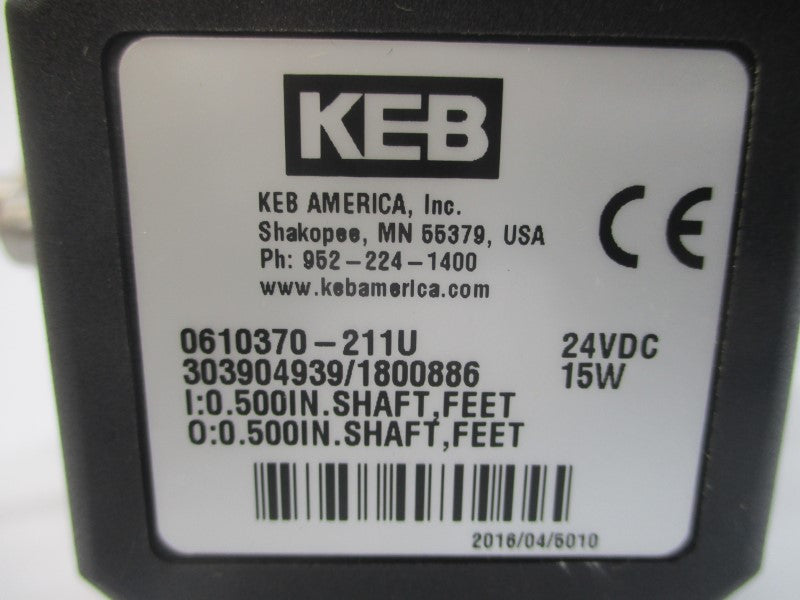 KEB
KEB AMERICA, Inc.
Shakopee, MN 55379, USA
Ph: 952-224-1400
www.kebamerica.com
CE
0610370-211U 24VDC
303904939/1800886 15W
I:0.500IN.SHAFT,FEET
O:0.500IN.SHAFT,FEET
2016/04/5010